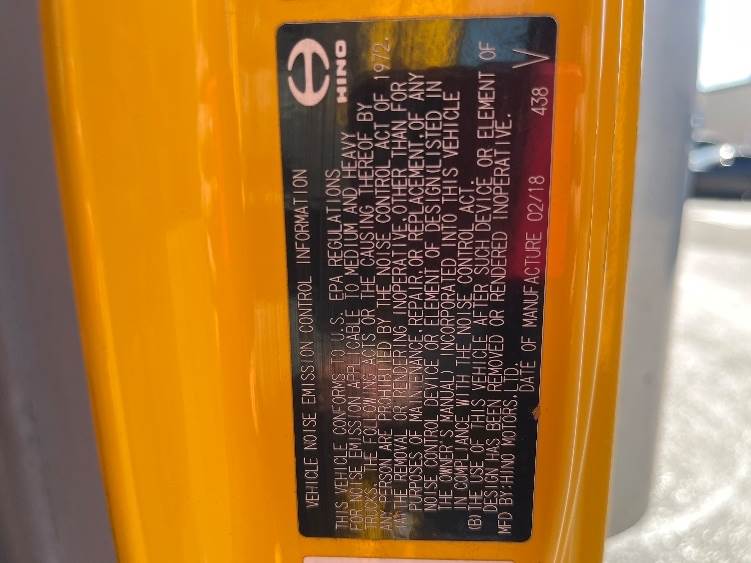 HINO
VEHICLE NOISE EMISSION CONTROL INFORMATION
THIS VEHICLE CONFORMS TO U.S. EPA REGULATIONS
FOR NOISE EMISSION APPLICABLE TO MEDIUM AND HEAVY
TRUCKS. THE FOLLOWING ACTS OR THE CAUSING THEREOF BY
ANY PERSON ARE PROHIBITED BY THE NOISE CONTROL ACT OF 1972.
(A) THE REMOVAL OR RENDERING INOPERATIVE, OTHER THAN FOR
PURPOSES OF MAINTENANCE, REPAIR, OR REPLACEMENT, OF ANY
NOISE CONTROL DEVICE OR ELEMENT OF DESIGN (LISTED IN
THE OWNER'S MANUAL) INCORPORATED INTO THIS VEHICLE
IN COMPLIANCE WITH THE NOISE CONTROL ACT.
(B) THE USE OF THIS VEHICLE AFTER SUCH DEVICE OR ELEMENT OF
DESIGN HAS BEEN REMOVED OR RENDERED INOPERATIVE.
MFD BY:HINO MOTORS, LTD.
DATE OF MANUFACTURE 02/18 438 V